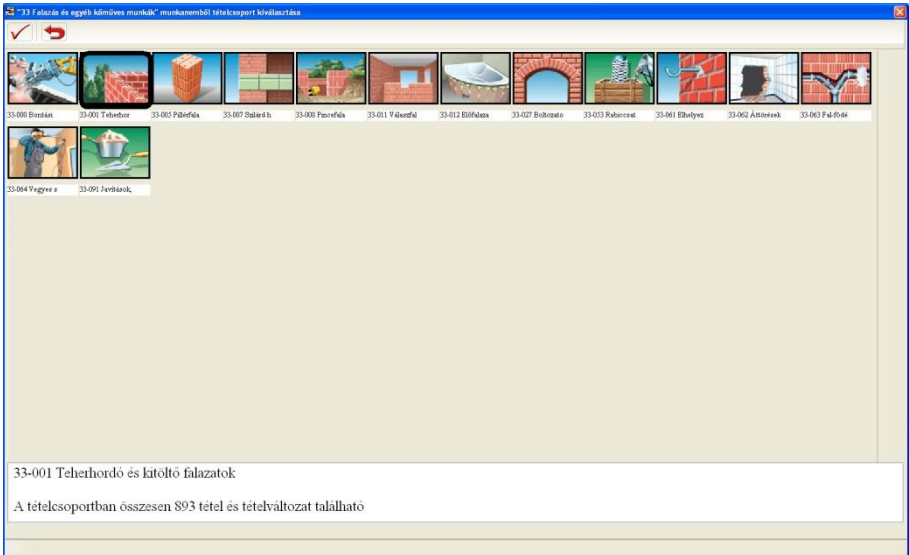 "33 Falazás és egyéb kőműves munkák" munkanemből tételcsoport kiválasztása
33-000 Bontási
33-001 Teherhor
33-005 Pillérfala
33-007 Szilárd h
33-000 Pincefala
33-011 Válaszfal
33-012 Előfalaza
33-027 Boltozato
33-053 Rabiccsat
33-061 Elhelyez
33-062 Áttörések
33-063 Fal-födé
33-064 Vegyes s
33-091 Javítások,
33-001 Teherhordó és kitöltő falazatok
A tételcsoportban összesen 893 tétel és tételváltozat található